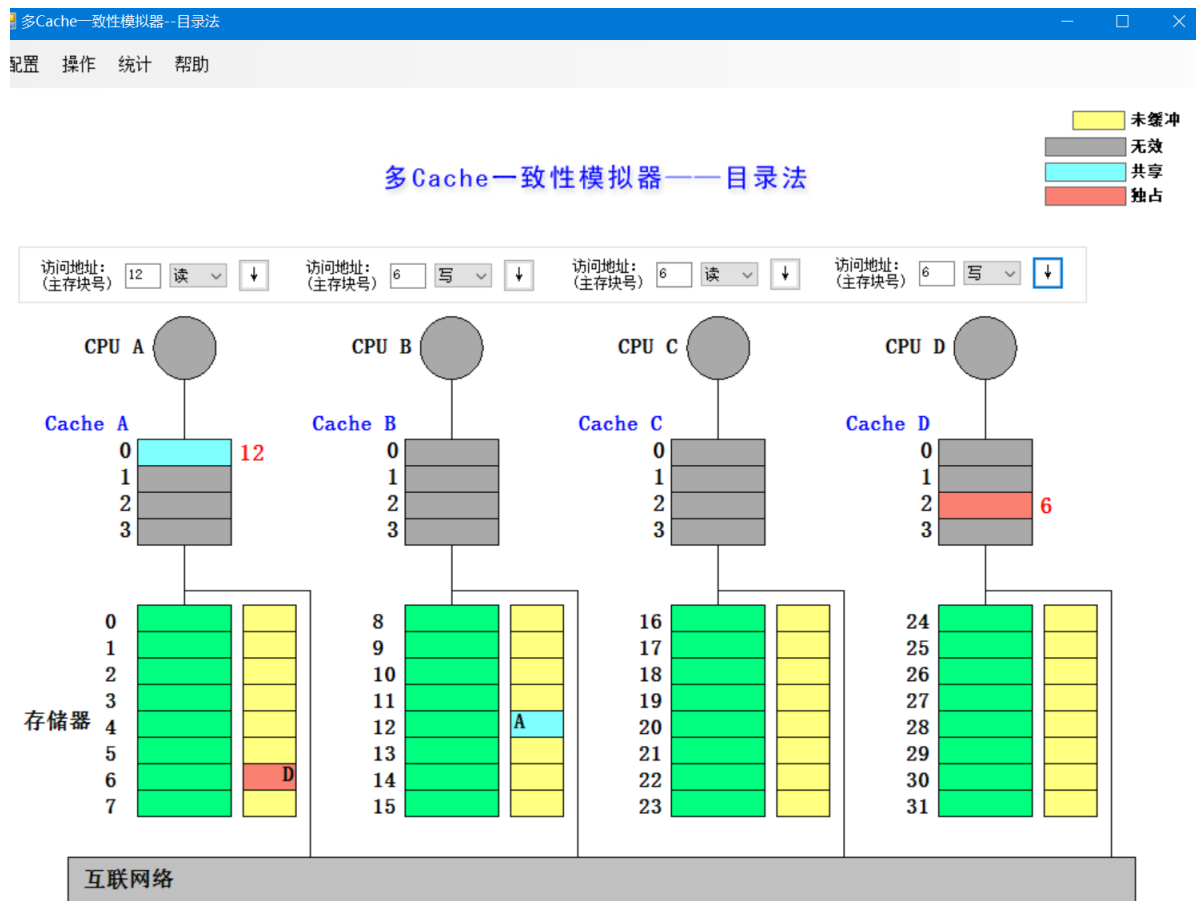 多Cache一致性模拟器--目录法
配置 操作 统计 帮助
未缓冲
无效
共享
独占
多Cache一致性模拟器——目录法
访问地址:
(主存块号) 12 读 ↓
访问地址:
(主存块号) 6 写 ↓
访问地址:
(主存块号) 6 读 ↓
访问地址:
(主存块号) 6 写 ↓
CPU A CPU B CPU C CPU D
Cache A Cache B Cache C Cache D
0 12 0 0 0
1 1 1 1
2 2 2 2 6
3 3 3 3
0 8 16 24
1 9 17 25
2 10 18 26
3 11 19 27
存储器 4 12 A 20 28
5 13 21 29
6 D 14 22 30
7 15 23 31
互联网络